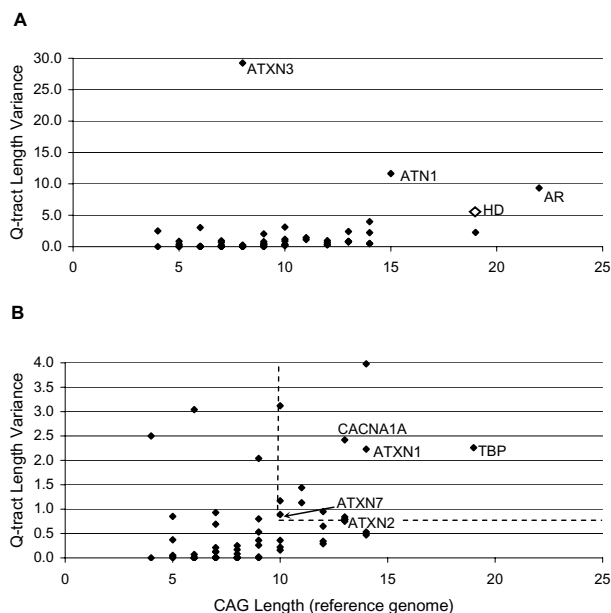 A
Q-tract Length Variance
30.0
25.0
20.0
15.0
10.0
5.0
0.0
ATXN3
ATN1
HD
AR
0 5 10 15 20 25
B
Q-tract Length Variance
4.0
3.5
3.0
2.5
2.0
1.5
1.0
0.5
0.0
CACNA1A
ATXN1
TBP
ATXN7
ATXN2
0 5 10 15 20 25
CAG Length (reference genome)